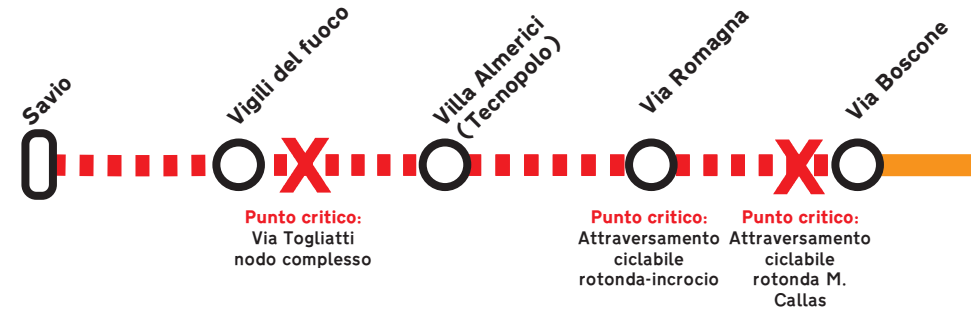 Savio
Vigili del fuoco
Villa Almerici
(Tecnopolo)
Via Romagna
Via Boscone
X
X
Punto critico:
Via Togliatti
nodo complesso
Punto critico:
Attraversamento
ciclabile
rotonda-incrocio
Punto critico:
Attraversamento
ciclabile
rotonda M.
Callas